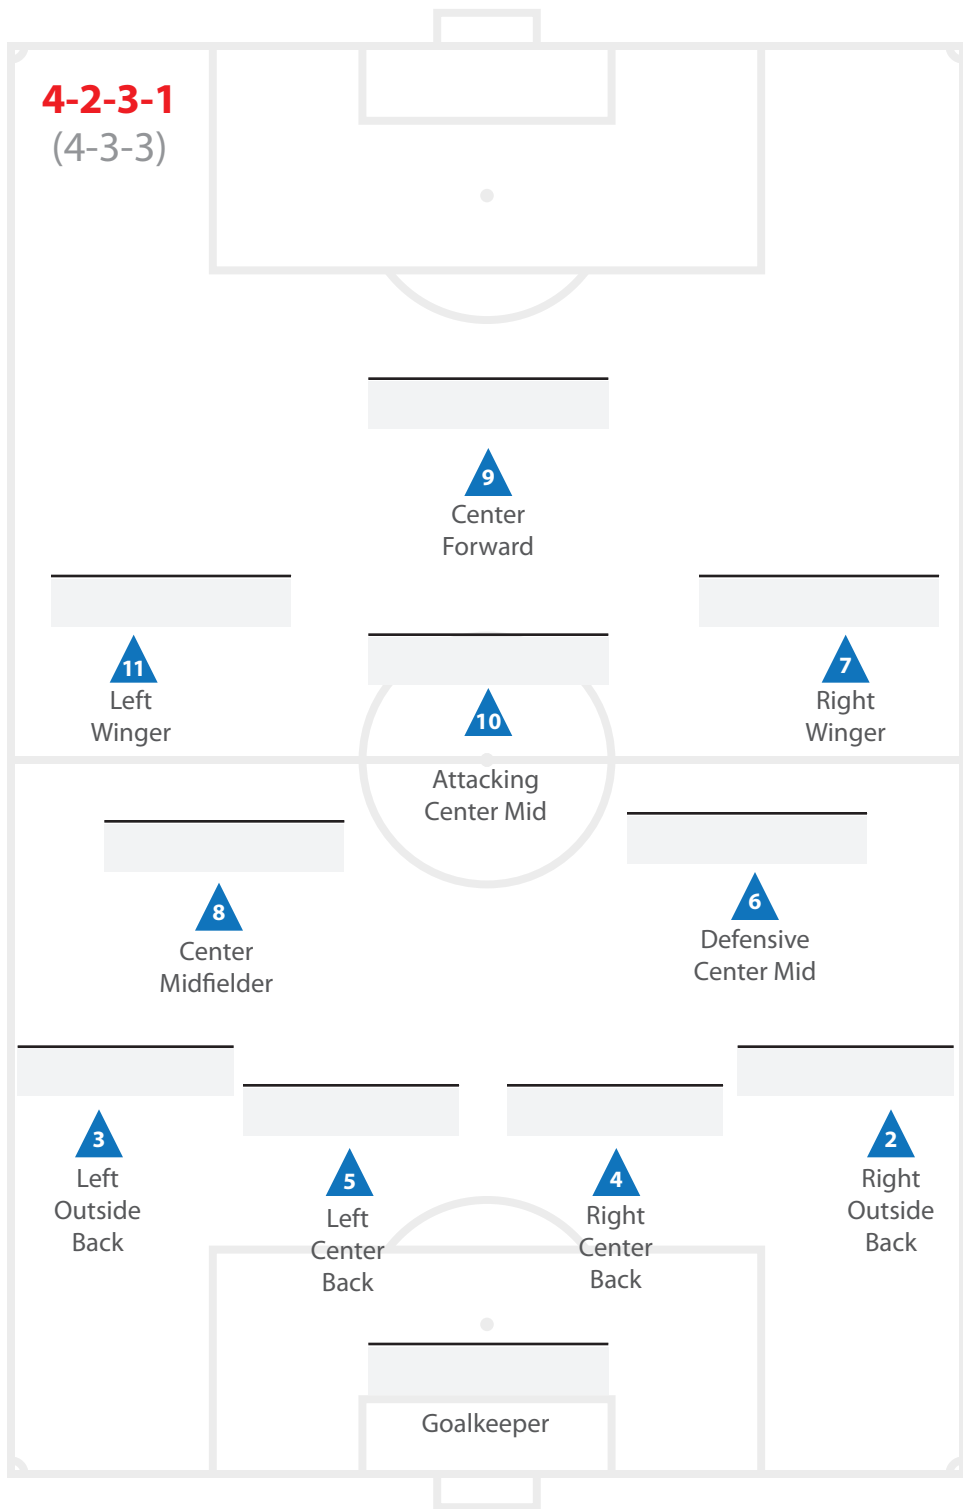 4-2-3-1
(4-3-3)
9
Center
Forward
11
Left
Winger
10
Attacking
Center Mid
7
Right
Winger
8
Center
Midfielder
6
Defensive
Center Mid
3
Left
Outside
Back
5
Left
Center
Back
4
Right
Center
Back
2
Right
Outside
Back
Goalkeeper